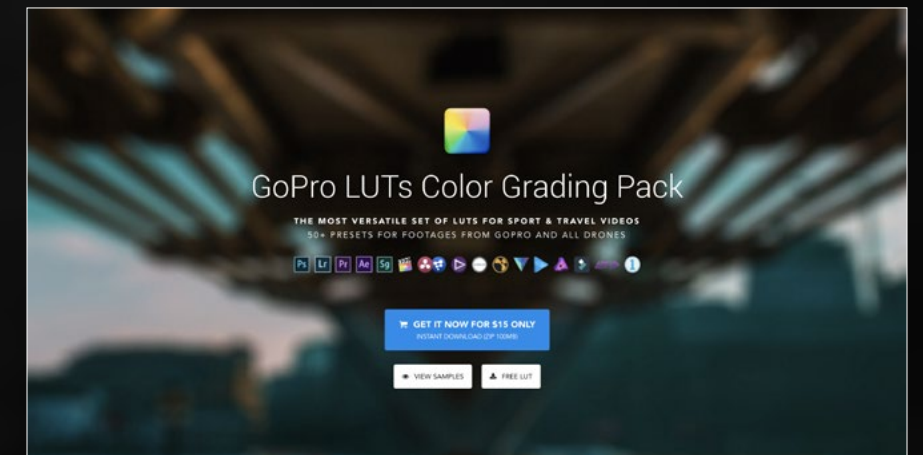 GoPro LUTs Color Grading Pack
THE MOST VERSATILE SET OF LUTS FOR SPORT & TRAVEL VIDEOS
50+ PRESETS FOR FOOTAGES FROM GOPRO AND ALL DRONES
Ps Lr Pr Ae Sg
GET IT NOW FOR $15 ONLY
INSTANT DOWNLOAD (ZIP 100MB)
VIEW SAMPLES FREE LUT